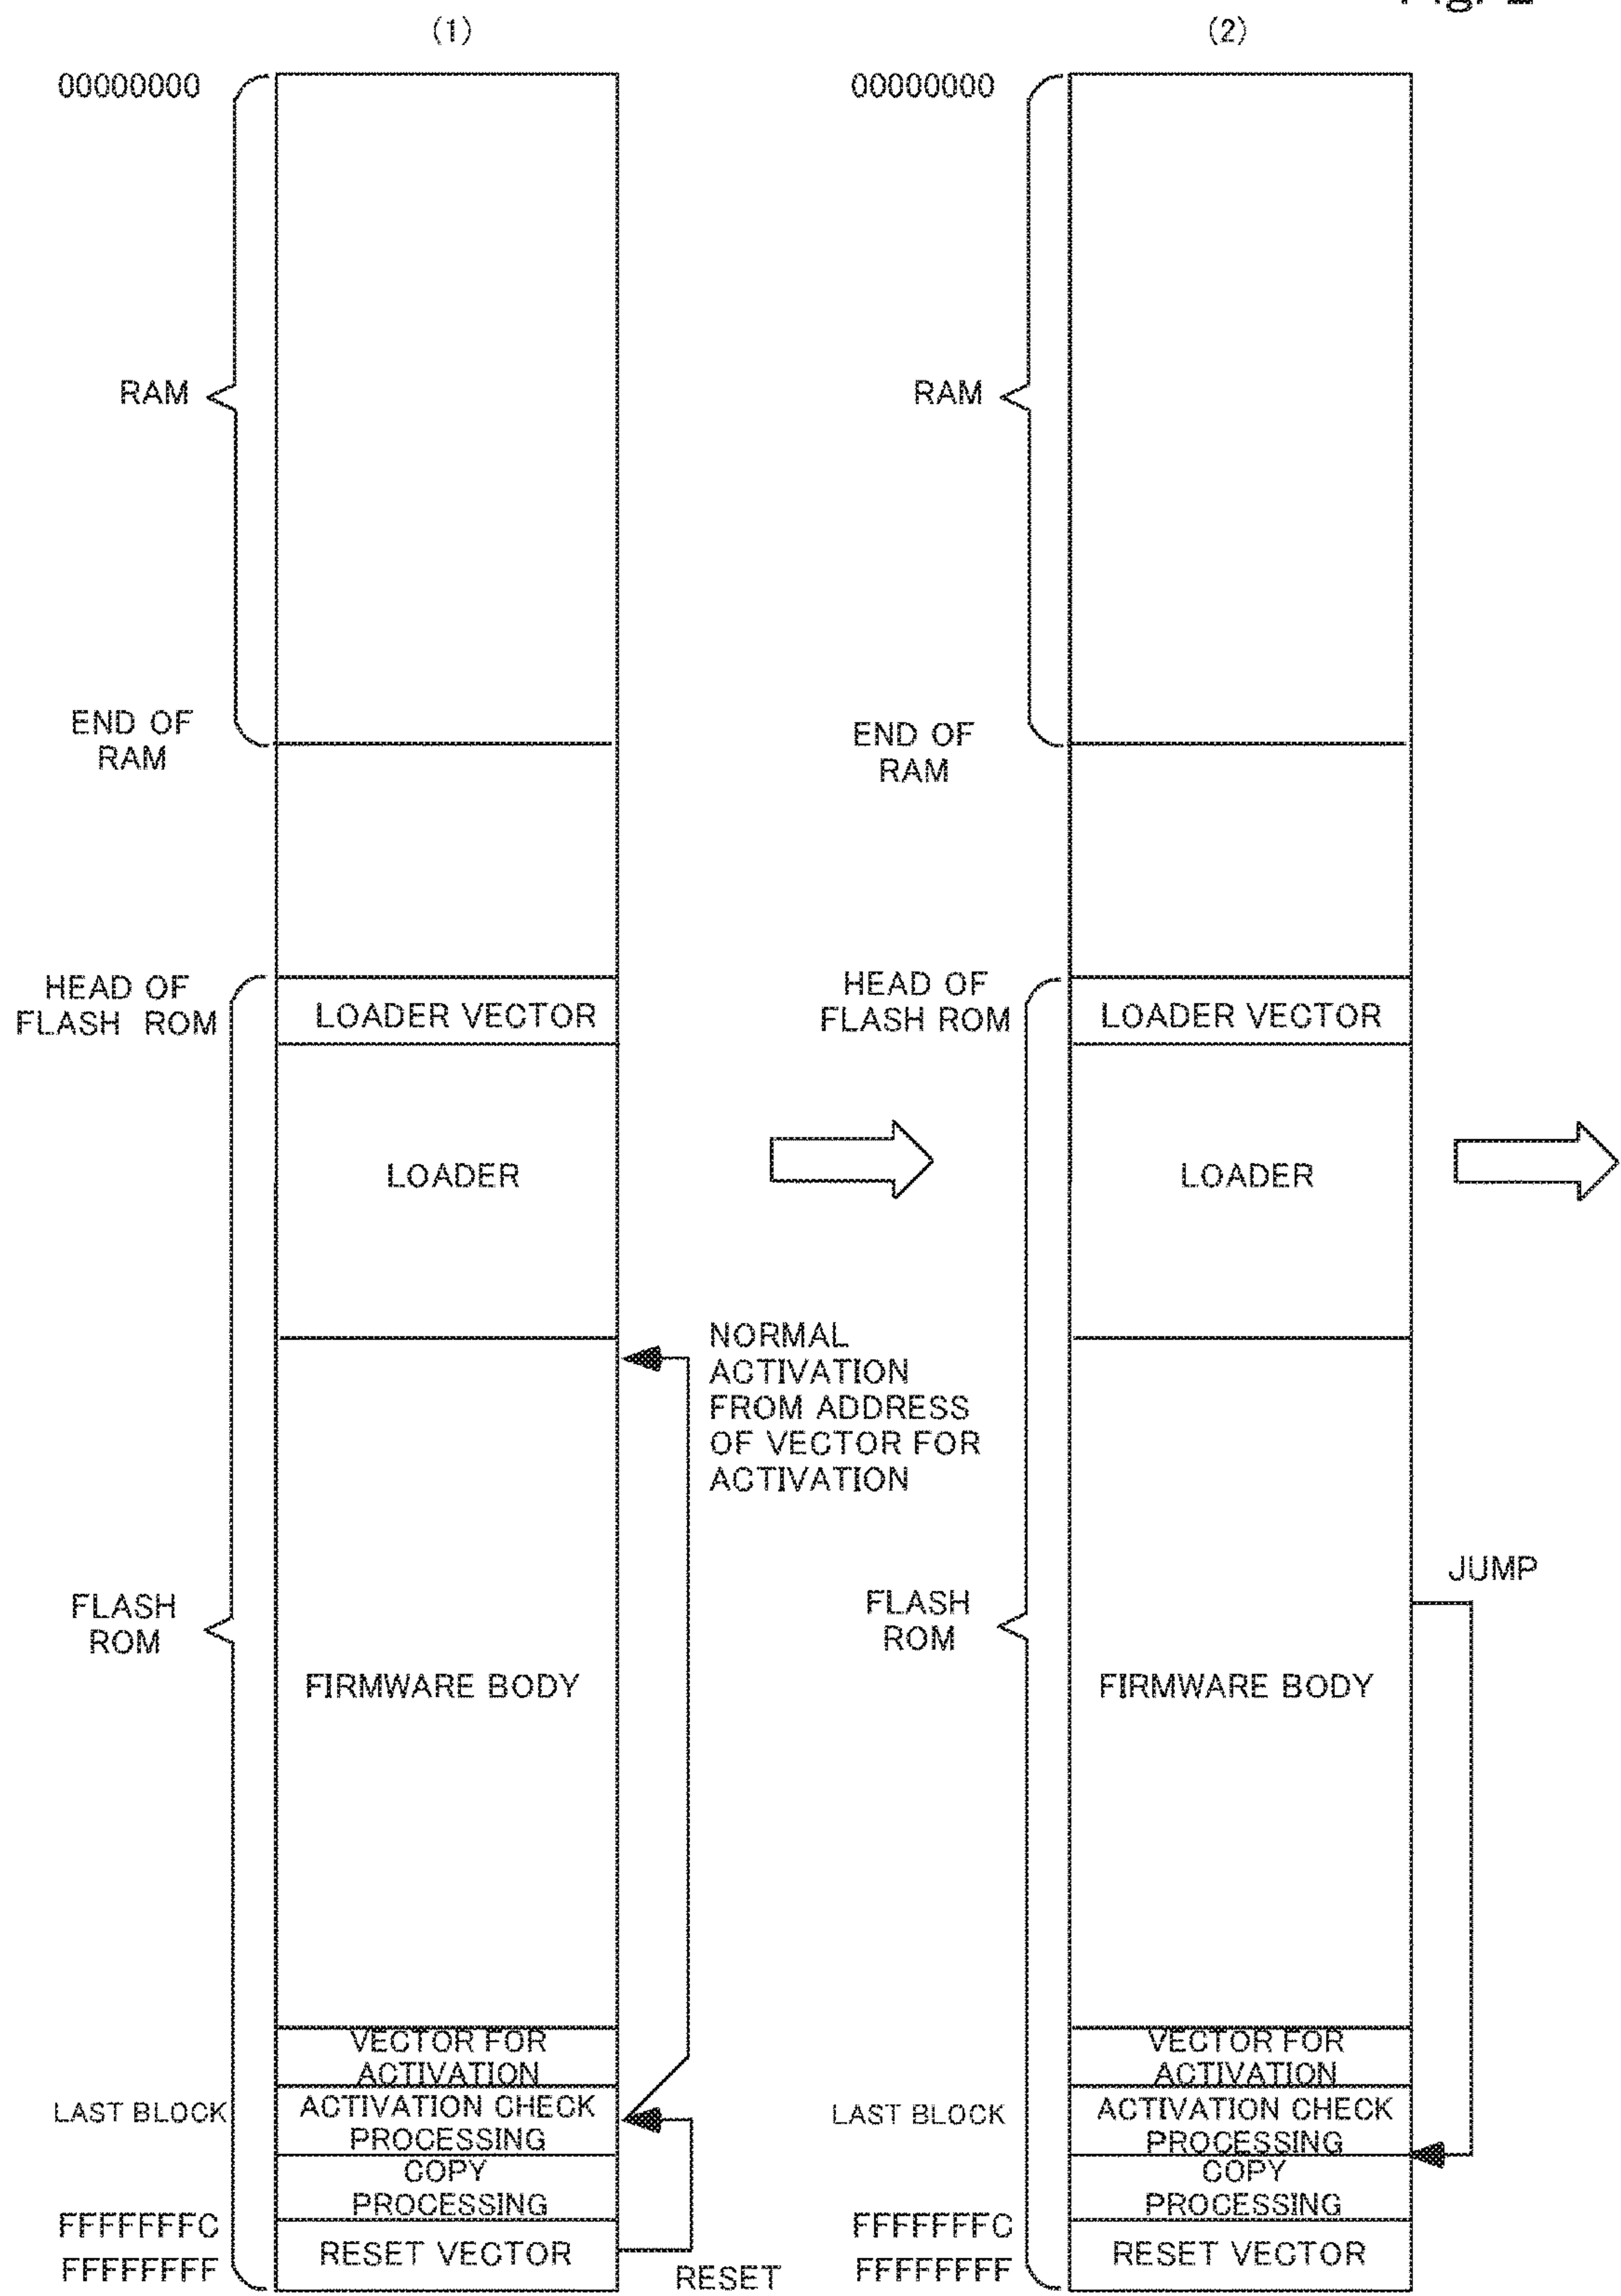 (1)
00000000
RAM
END OF
RAM
HEAD OF
FLASH ROM
LOADER VECTOR
LOADER
NORMAL
ACTIVATION
FROM ADDRESS
OF VECTOR FOR
ACTIVATION
FLASH
ROM
FIRMWARE BODY
VECTOR FOR
ACTIVATION
LAST BLOCK
ACTIVATION CHECK
PROCESSING
COPY
PROCESSING
FFFFFFFC
FFFFFFFF
RESET VECTOR
RESET
(2)
00000000
RAM
END OF
RAM
HEAD OF
FLASH ROM
LOADER VECTOR
LOADER
JUMP
FLASH
ROM
FIRMWARE BODY
VECTOR FOR
ACTIVATION
LAST BLOCK
ACTIVATION CHECK
PROCESSING
COPY
PROCESSING
FFFFFFFC
FFFFFFFF
RESET VECTOR